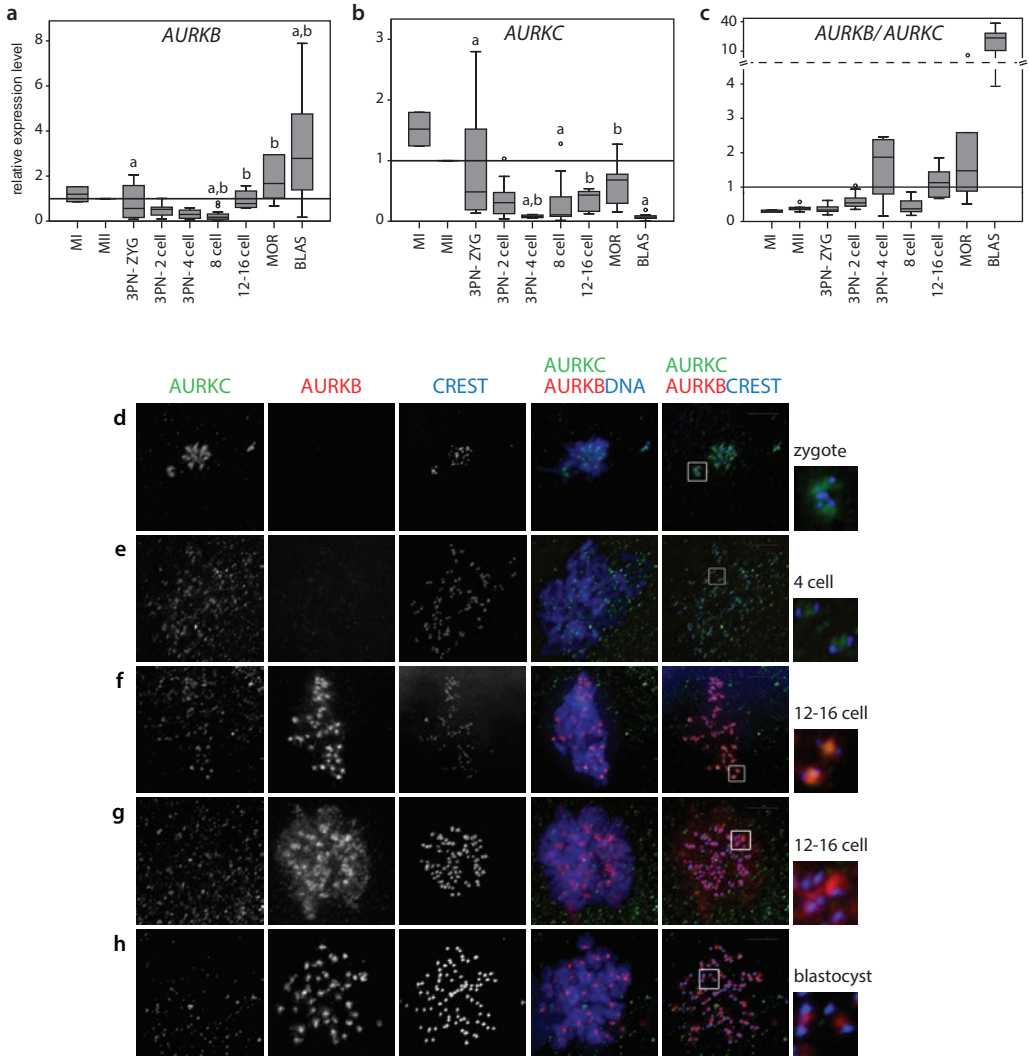 a
AURKB
relative expression level
8
6
4
2
0
MI
MII
3PN- ZYG
3PN- 2 cell
3PN- 4 cell
8 cell
12-16 cell
MOR
BLAS
a
a,b
b
b
a,b
b
AURKC
3
2
1
0
MI
MII
3PN- ZYG
3PN- 2 cell
3PN- 4 cell
8 cell
12-16 cell
MOR
BLAS
a
a,b
a
b
b
a
c
AURKB/ AURKC
40
10
4
3
2
1
0
MI
MII
3PN- ZYG
3PN- 2 cell
3PN- 4 cell
8 cell
12-16 cell
MOR
BLAS
AURKC
AURKB
CREST
AURKC
AURKBDNA
AURKC
AURKBCREST
d
zygote
e
4 cell
f
12-16 cell
g
12-16 cell
h
blastocyst